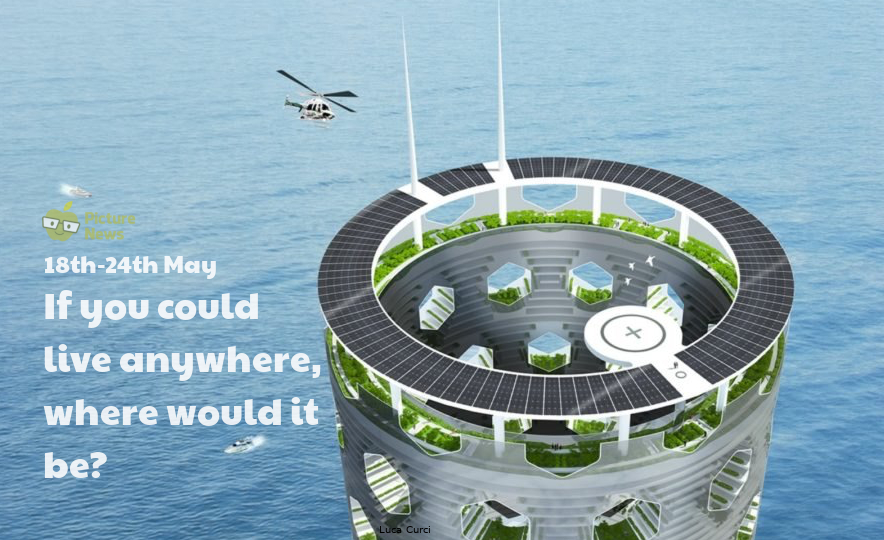 Picture
News
18th-24th May
If you could
live anywhere,
where would it
be?
Luca Curci